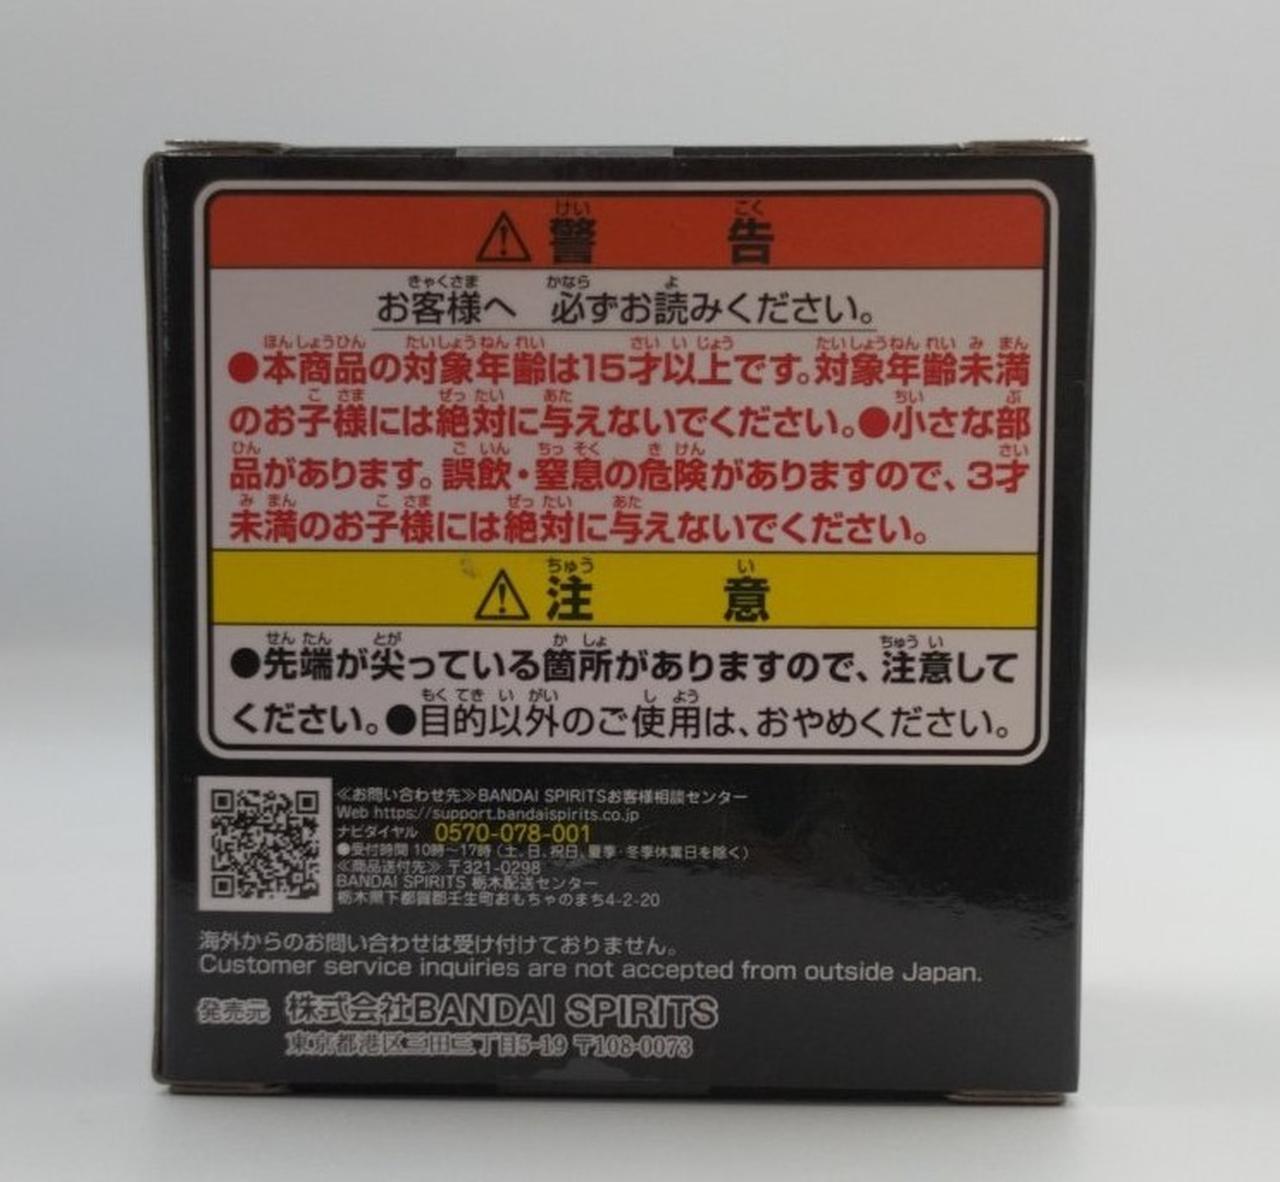 ⚠警告
お客様へ 必ずお読みください。
●本商品の対象年齢は15才以上です。対象年齢未満
のお子様には絶対に与えないでください。●小さな部
品があります。誤飲・窒息の危険がありますので、3才
未満のお子様には絶対に与えないでください。
⚠注意
●先端が尖っている箇所がありますので、注意して
ください。●目的以外のご使用は、おやめください。
≪お問い合わせ先≫BANDAI SPIRITSお客様相談センター
Web https://support.bandaispirits.co.jp
ナビダイヤル 0570-078-001
●受付時間 10時~17時(土、日、祝日、夏季・冬季休業日を除く)
≪商品送付先≫ 〒321-0298
BANDAI SPIRITS 栃木配送センター
栃木県下都賀郡壬生町おもちゃのまち4-2-20
海外からのお問い合わせは受け付けておりません。
Customer service inquiries are not accepted from outside Japan.
発売元 株式会社BANDAI SPIRITS
東京都港区三田三丁目5-19 〒108-0073